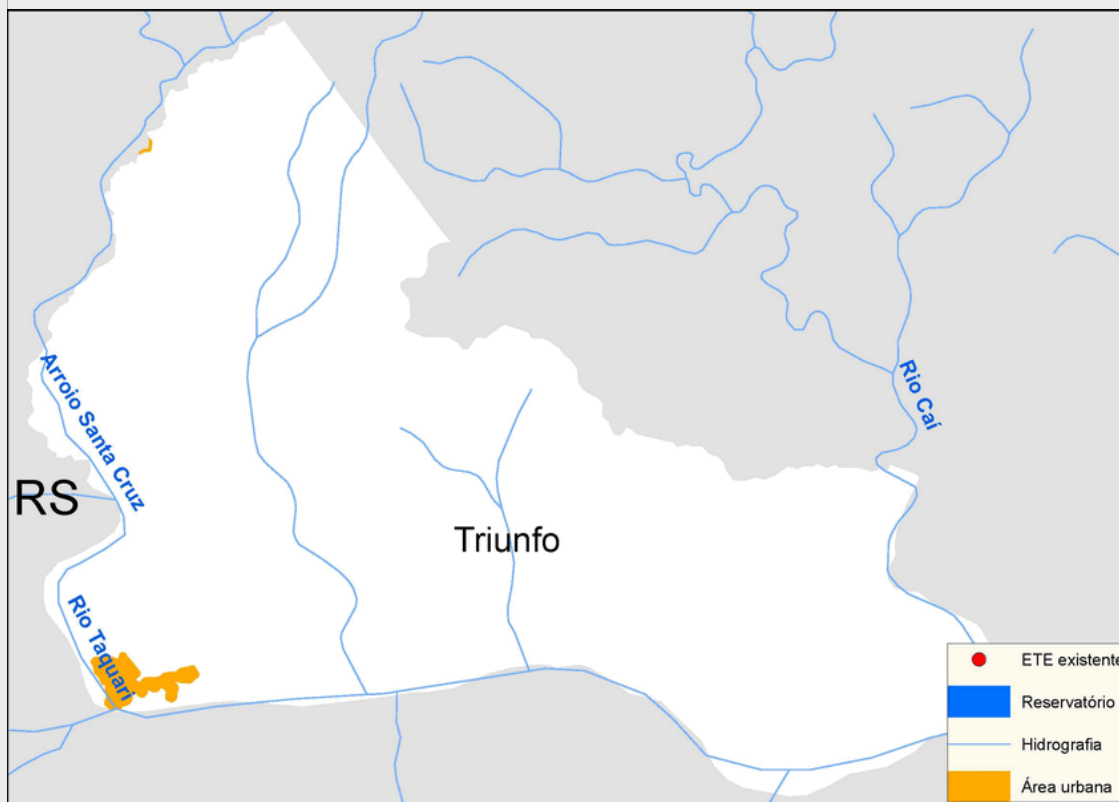 Arroio Santa Cruz
Rio Caí
RS
Triunfo
Rio Taquari
ETE existente
Reservatório
Hidrografia
Área urbana